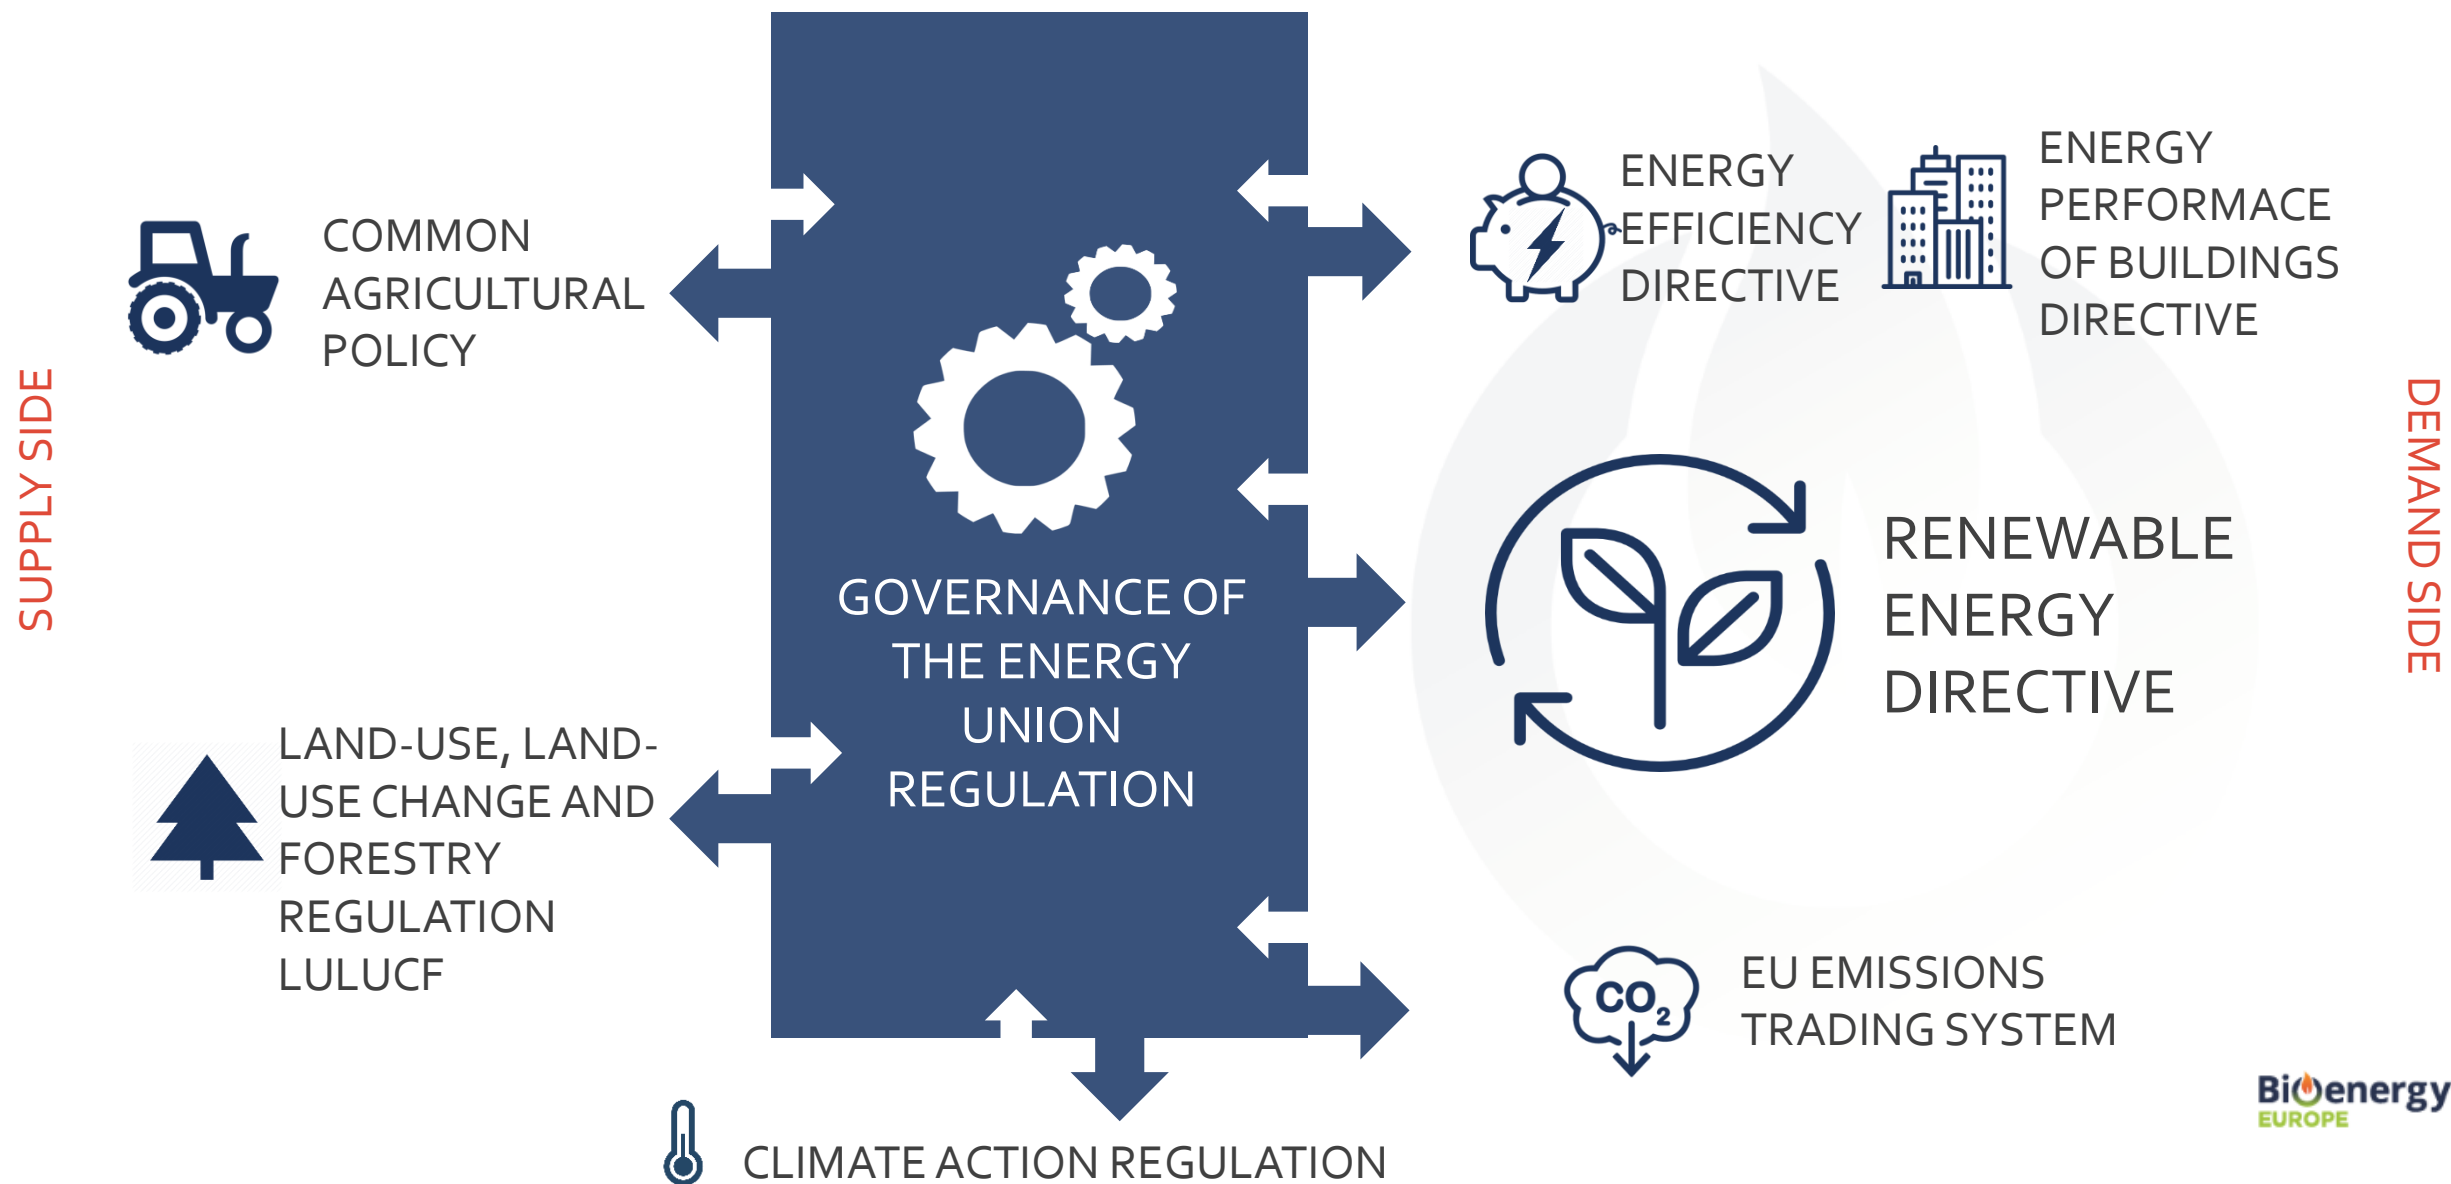 SUPPLY SIDE
COMMON
AGRICULTURAL
POLICY
LAND-USE, LAND-
USE CHANGE AND
FORESTRY
REGULATION
LULUCF
GOVERNANCE OF
THE ENERGY
UNION
REGULATION
CLIMATE ACTION REGULATION
ENERGY
EFFICIENCY
DIRECTIVE
ENERGY
PERFORMACE
OF BUILDINGS
DIRECTIVE
RENEWABLE
ENERGY
DIRECTIVE
CO2
EU EMISSIONS
TRADING SYSTEM
DEMAND SIDE
Bioenergy
EUROPE